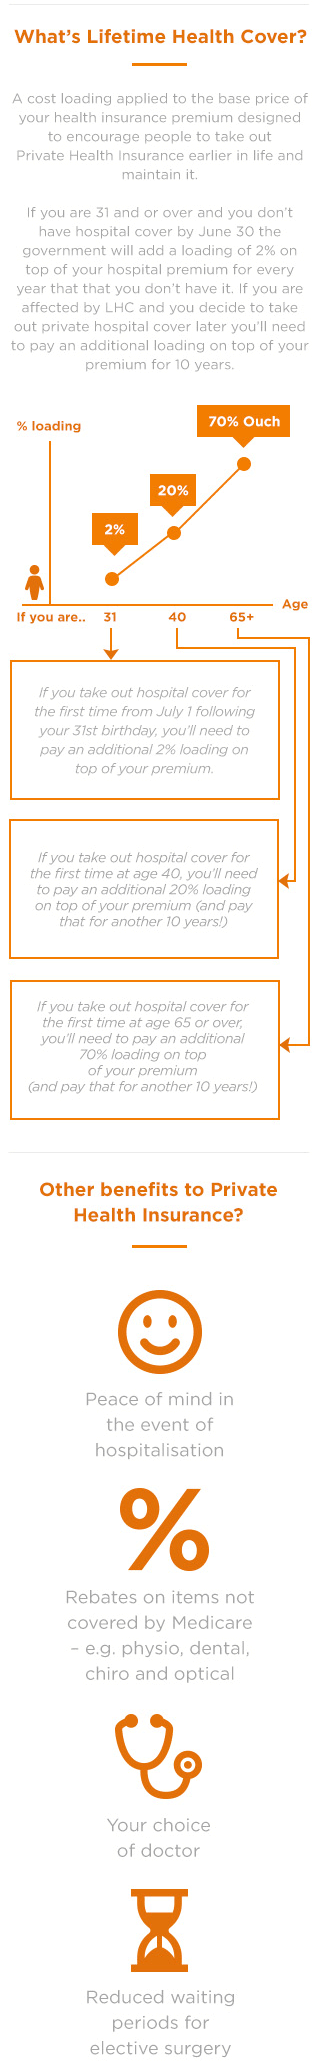 What's Lifetime Health Cover?
A cost loading applied to the base price of
your health insurance premium designed
to encourage people to take out
Private Health Insurance earlier in life and
maintain it.
If you are 31 and or over and you don't
have hospital cover by June 30 the
government will add a loading of 2% on
top of your hospital premium for every
year that that you don't have it. If you are
affected by LHC and you decide to take
out private hospital cover later you'll need
to pay an additional loading on top of your
premium for 10 years.
% loading
70% Ouch
20%
2%
Age
If you are.. 31 40 65+
If you take out hospital cover for
the first time from July 1 following
your 31st birthday, you'll need to
pay an additional 2% loading on
top of your premium.
If you take out hospital cover for
the first time at age 40, you'll need
to pay an additional 20% loading
on top of your premium (and pay
that for another 10 years!)
If you take out hospital cover for
the first time at age 65 or over,
you'll need to pay an additional
70% loading on top
of your premium
(and pay that for another 10 years!)
Other benefits to Private
Health Insurance?
Peace of mind in
the event of
hospitalisation
%
Rebates on items not
covered by Medicare
– e.g. physio, dental,
chiro and optical
Your choice
of doctor
Reduced waiting
periods for
elective surgery